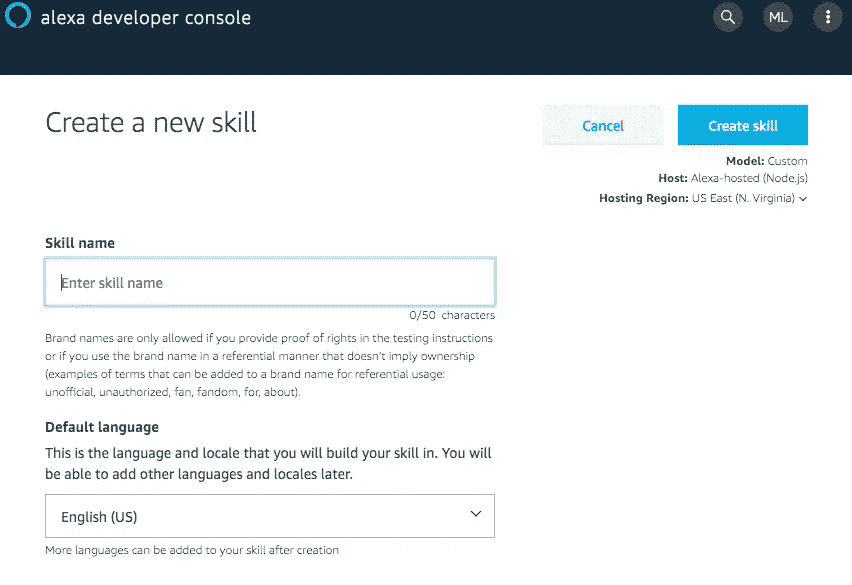 alexa developer console
ML
Create a new skill
Cancel
Create skill
Model: Custom
Host: Alexa-hosted (Node.js)
Hosting Region: US East (N. Virginia)
Skill name
Enter skill name
0/50 characters
Brand names are only allowed if you provide proof of rights in the testing instructions
or if you use the brand name in a referential manner that doesn't imply ownership
(examples of terms that can be added to a brand name for referential usage:
unofficial, unauthorized, fan, fandom, for, about).
Default language
This is the language and locale that you will build your skill in. You will
be able to add other languages and locales later.
English (US)
More languages can be added to your skill after creation